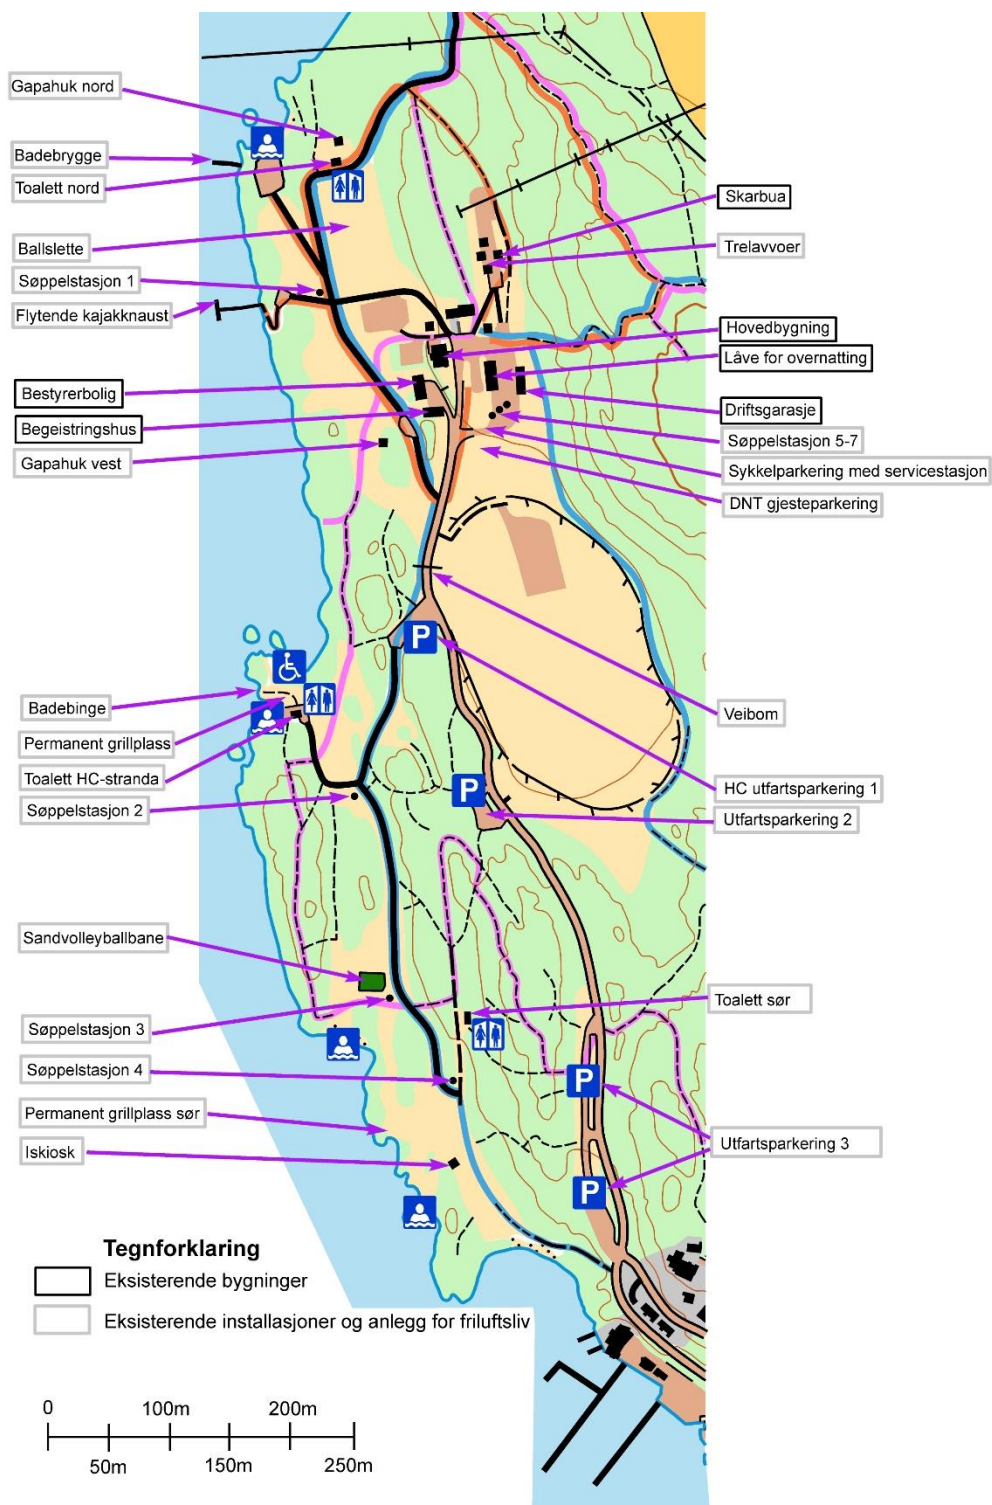 Gapahuk nord
Badebrygge
Toalett nord
Ballslette
Søppelstasjon 1
Flytende kajakknaust
Bestyrerbolig
Begeistringshus
Gapahuk vest
Skarbua
Trelavvoer
Hovedbygning
Låve for overnatting
Driftsgarasje
Søppelstasjon 5-7
Sykkelparkering med servicestasjon
DNT gjesteparkering
P
Badebinge
Permanent grillplass
Toalett HC-stranda
Søppelstasjon 2
Veibom
HC utfartsparkering 1
P
Utfartsparkering 2
Sandvolleyballbane
Søppelstasjon 3
Søppelstasjon 4
Permanent grillplass sør
Iskiosk
Toalett sør
P
Utfartsparkering 3
P
Tegnforklaring
Eksisterende bygninger
Eksisterende installasjoner og anlegg for friluftsliv
0 100m 200m
50m 150m 250m